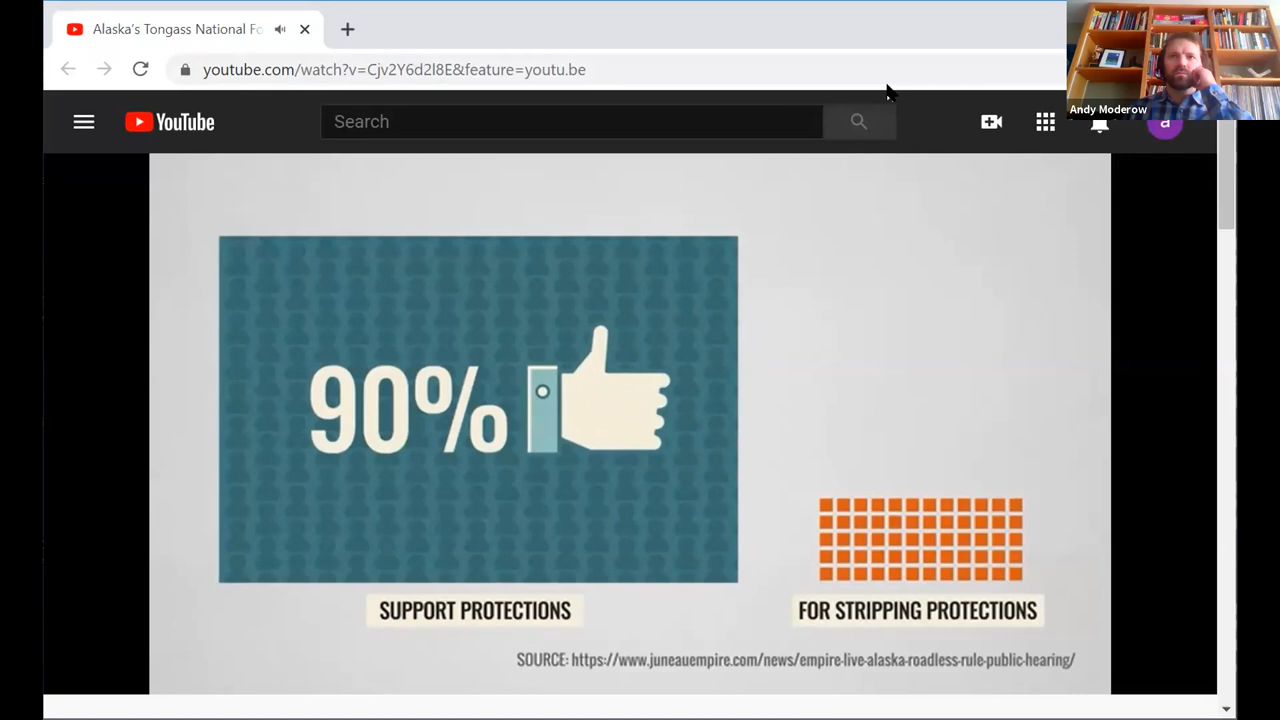 Alaska's Tongass National Fo
youtube.com/watch?v=Cjv2Y6d2l8E&feature=youtu.be
Andy Moderow
YouTube
Search
a
90%
SUPPORT PROTECTIONS
FOR STRIPPING PROTECTIONS
SOURCE: https://www.juneauempire.com/news/empire-live-alaska-roadless-rule-public-hearing/